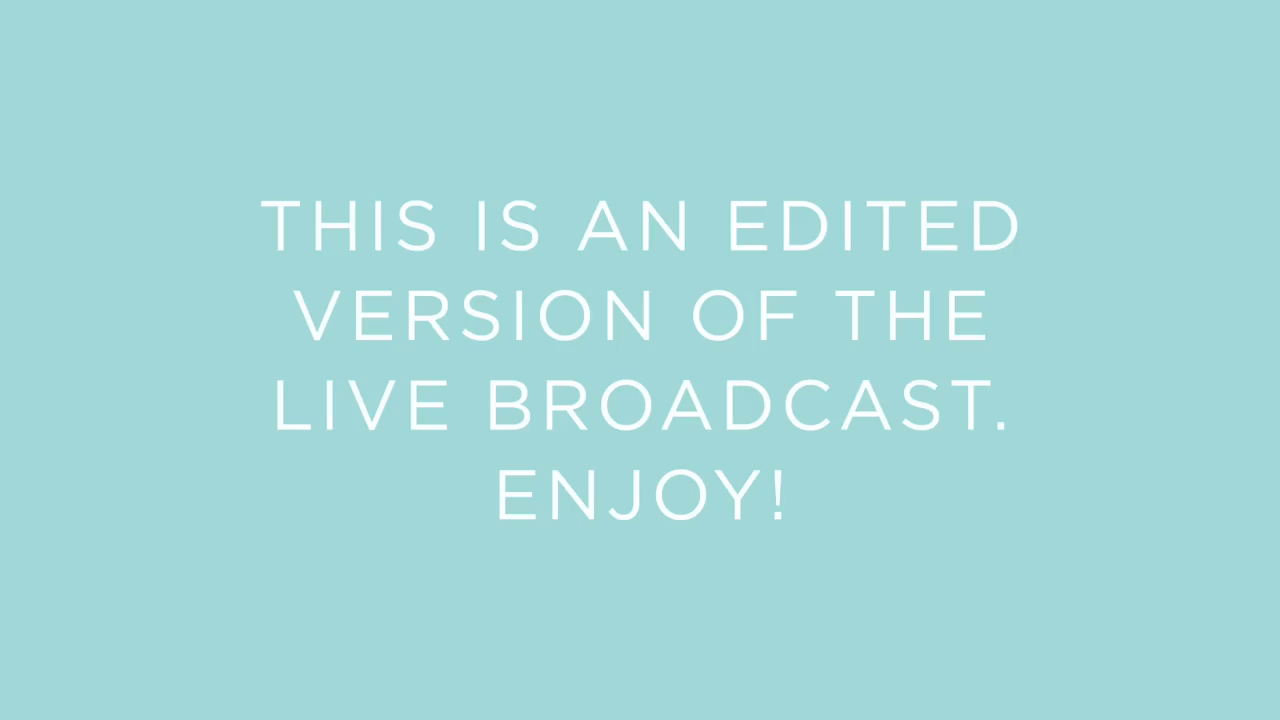 THIS IS AN EDITED
VERSION OF THE
LIVE BROADCAST.
ENJOY!